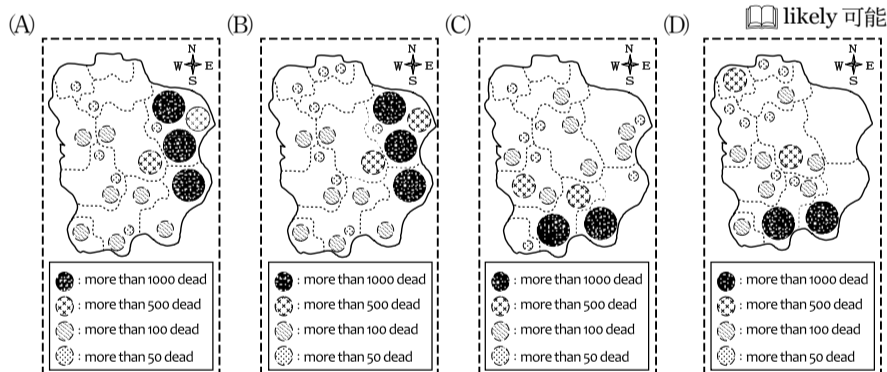 likely 可能
(A) (B) (C) (D)
N
W E
S
N
W E
S
N
W E
S
N
W E
S
: more than 1000 dead
: more than 500 dead
: more than 100 dead
: more than 50 dead
: more than 1000 dead
: more than 500 dead
: more than 100 dead
: more than 50 dead
: more than 1000 dead
: more than 500 dead
: more than 100 dead
: more than 50 dead
: more than 1000 dead
: more than 500 dead
: more than 100 dead
: more than 50 dead